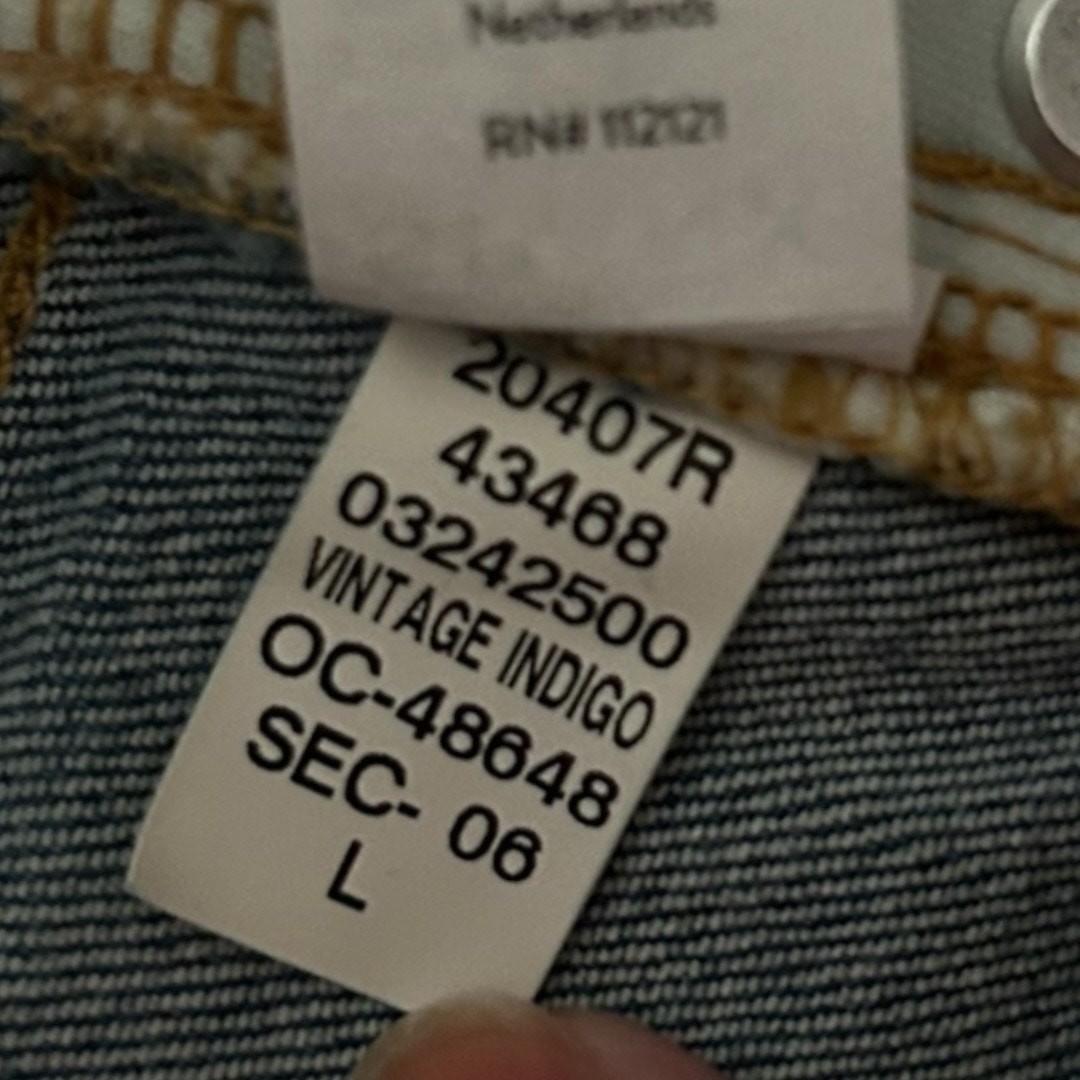 Netherlands
RN# 112121
20407R
43468
03242500
VINTAGE INDIGO
OC-48648
SEC- 06
L